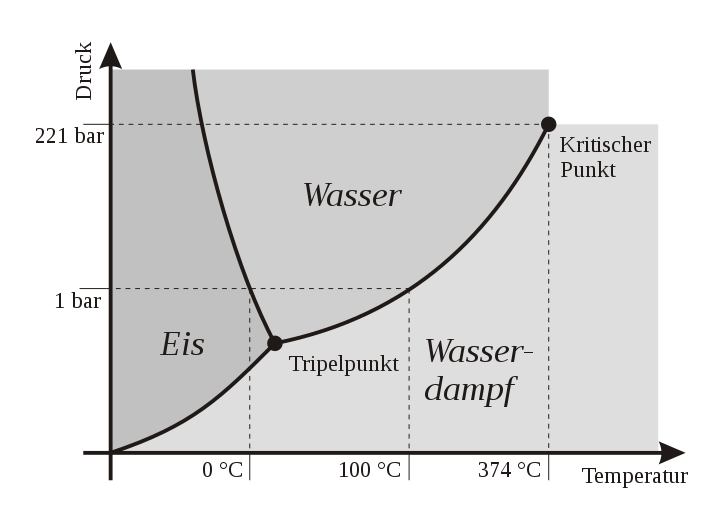 Druck
221 bar
Kritischer
Punkt
Wasser
1 bar
Eis
Wasser-
dampf
Tripelpunkt
0 °C
100 °C
374 °C
Temperatur